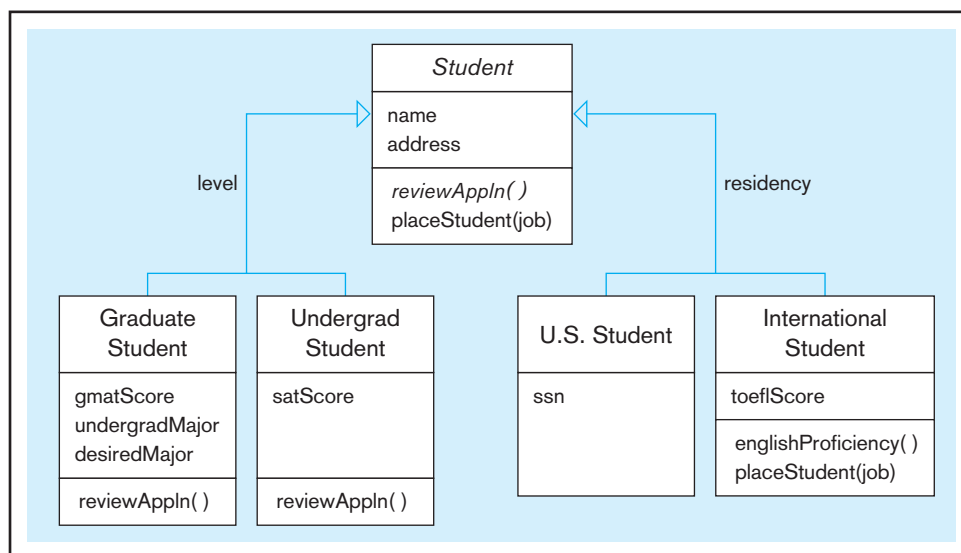 Student
name
address
reviewAppln( )
placeStudent(job)
level
residency
Graduate
Student
gmatScore
undergradMajor
desiredMajor
reviewAppln( )
Undergrad
Student
satScore
reviewAppln( )
U.S. Student
ssn
International
Student
toeflScore
englishProficiency( )
placeStudent(job)